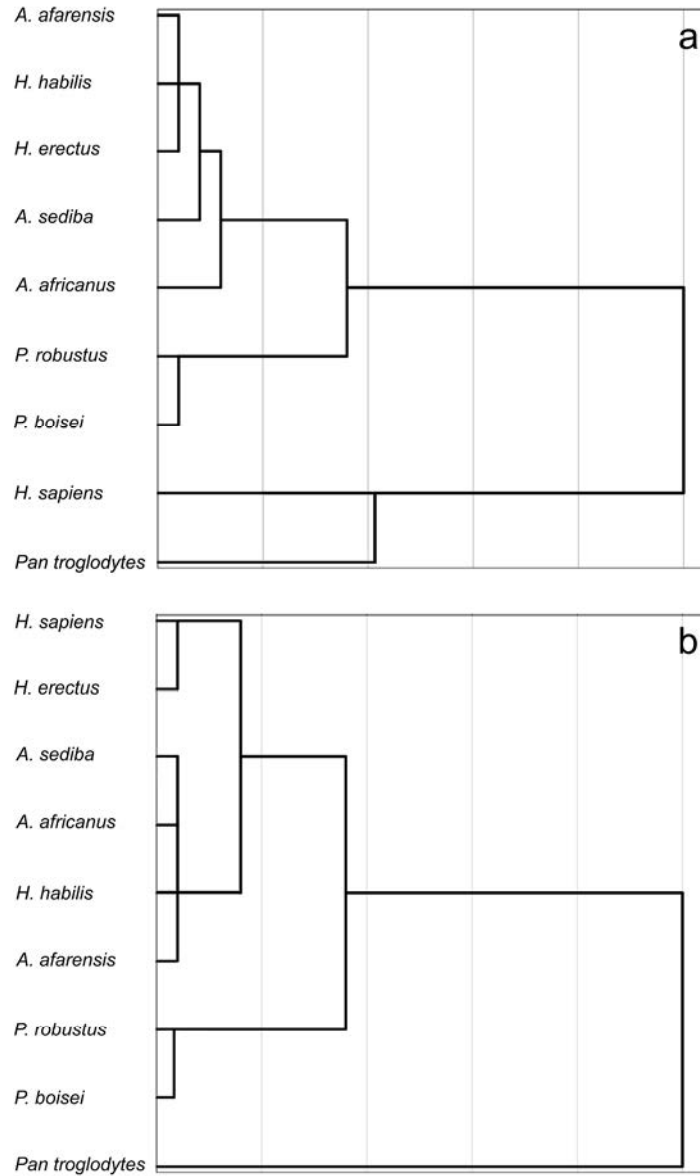 A. afarensis
a
H. habilis
H. erectus
A. sediba
A. africanus
P. robustus
P. boisei
H. sapiens
Pan troglodytes
H. sapiens
b
H. erectus
A. sediba
A. africanus
H. habilis
A. afarensis
P. robustus
P. boisei
Pan troglodytes